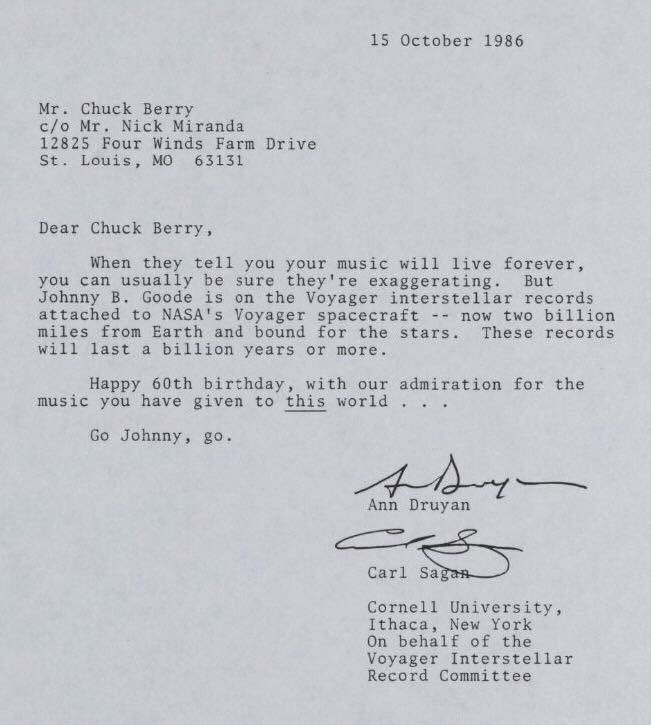 15 October 1986
Mr. Chuck Berry
c/o Mr. Nick Miranda
12825 Four Winds Farm Drive
St. Louis, MO 63131
Dear Chuck Berry,
When they tell you your music will live forever,
you can usually be sure they're exaggerating. But
Johnny B. Goode is on the Voyager interstellar records
attached to NASA's Voyager spacecraft -- now two billion
miles from Earth and bound for the stars. These records
will last a billion years or more.
Happy 60th birthday, with our admiration for the
music you have given to this world . . .
Go Johnny, go.
Ann Druyan
Ann Druyan
Carl Sagan
Cornell University,
Ithaca, New York
On behalf of the
Voyager Interstellar
Record Committee